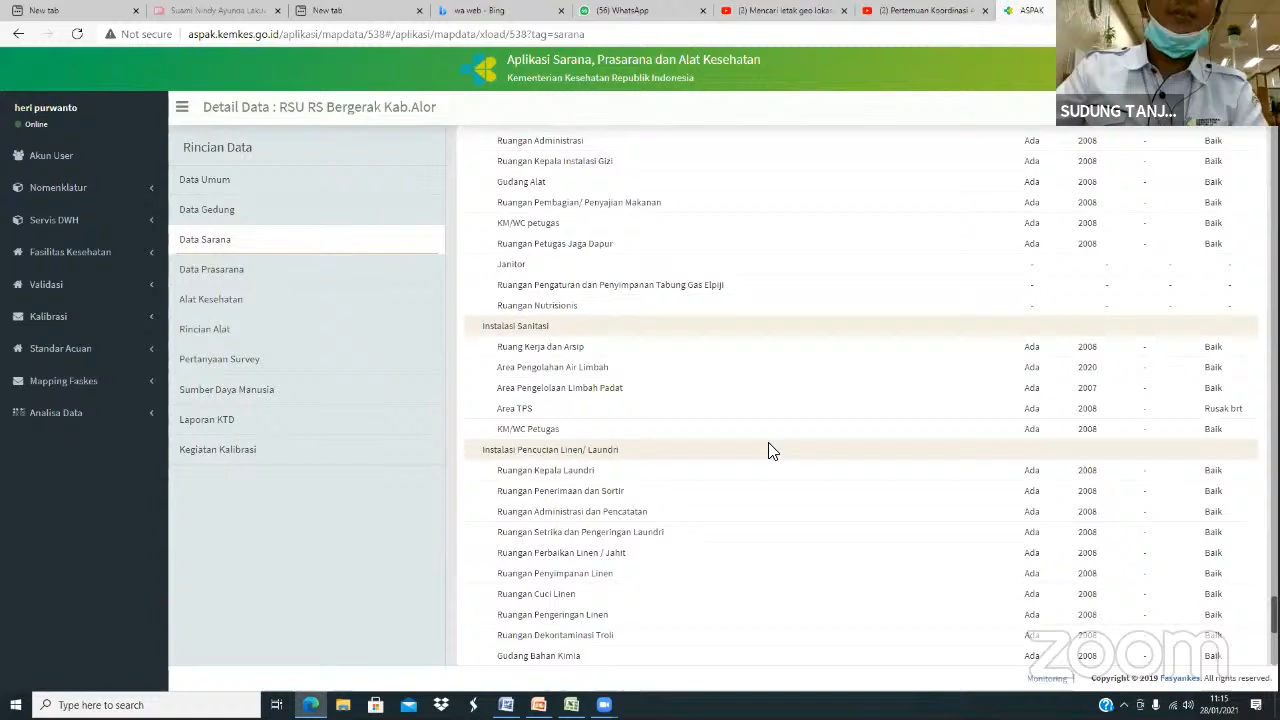 New tab
Suami Nindy Ayunda Laku
New tab
wa web - Bing
(56) WhatsApp
(2) Mencari letak geo lokas
(2) Pertemuan Koordinasi 4
ASPAK
Not secure aspak.kemkes.go.id/aplikasi/mapdata/538#/aplikasi/mapdata/xload/538?tag=sarana
Aplikasi Sarana, Prasarana dan Alat Kesehatan
Kementerian Kesehatan Republik Indonesia
SUDUNG TANJ...
heri purwanto
Online
Akun User
Nomenklatur
Servis DWH
Fasilitas Kesehatan
Validasi
Kalibrasi
Standar Acuan
Mapping Faskes
Analisa Data
Detail Data : RSU RS Bergerak Kab.Alor
Rincian Data
Data Umum
Data Gedung
Data Sarana
Data Prasarana
Alat Kesehatan
Rincian Alat
Pertanyaan Survey
Sumber Daya Manusia
Laporan KTD
Kegiatan Kalibrasi
Ruangan Administrasi Ada 2008 - Baik
Ruangan Kepala Instalasi Gizi Ada 2008 - Baik
Gudang Alat Ada 2008 - Baik
Ruangan Pembagian/ Penyajian Makanan Ada 2008 - Baik
KM/WC petugas Ada 2008 - Baik
Ruangan Petugas Jaga Dapur Ada 2008 - Baik
Janitor - - - -
Ruangan Pengaturan dan Penyimpanan Tabung Gas Elpiji - - - -
Ruangan Nutrisionis - - - -
Instalasi Sanitasi
Ruang Kerja dan Arsip Ada 2008 - Baik
Area Pengolahan Air Limbah Ada 2020 - Baik
Area Pengelolaan Limbah Padat Ada 2007 - Baik
Area TPS Ada 2008 - Rusak brt
KM/WC Petugas Ada 2008 - Baik
Instalasi Pencucian Linen/ Laundri
Ruangan Kepala Laundri Ada 2008 - Baik
Ruangan Penerimaan dan Sortir Ada 2008 - Baik
Ruangan Administrasi dan Pencatatan Ada 2008 - Baik
Ruangan Setrika dan Pengeringan Laundri Ada 2008 - Baik
Ruangan Perbaikan Linen / Jahit Ada 2008 - Baik
Ruangan Penyimpanan Linen Ada 2008 - Baik
Ruangan Cuci Linen Ada 2008 - Baik
Ruangan Pengeringan Linen Ada 2008 - Baik
Ruangan Dekontaminasi Troli Ada 2008 - Baik
Gudang Bahan Kimia Ada 2008 - Baik
zoom
Monitoring Copyright © 2019 Fasyankes. All rights reserved.
Type here to search
11:15
28/01/2021